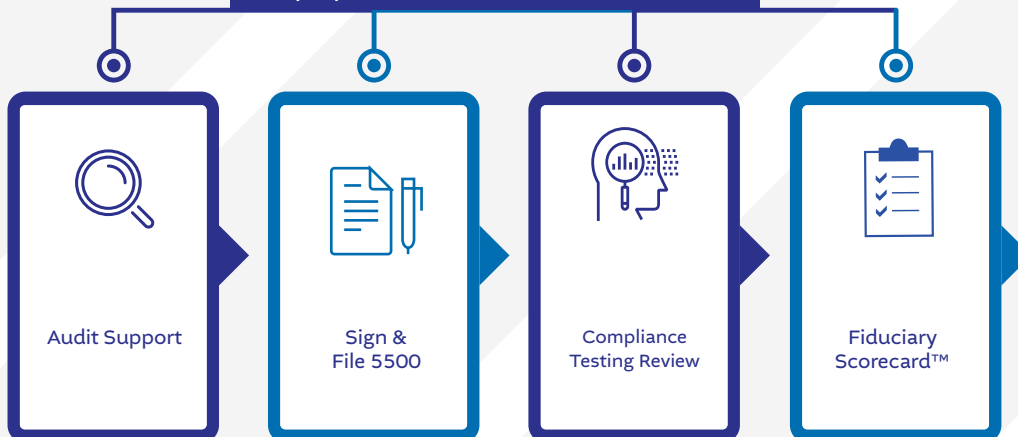 Audit Support
Sign &
File 5500
Compliance
Testing Review
Fiduciary
Scorecard™